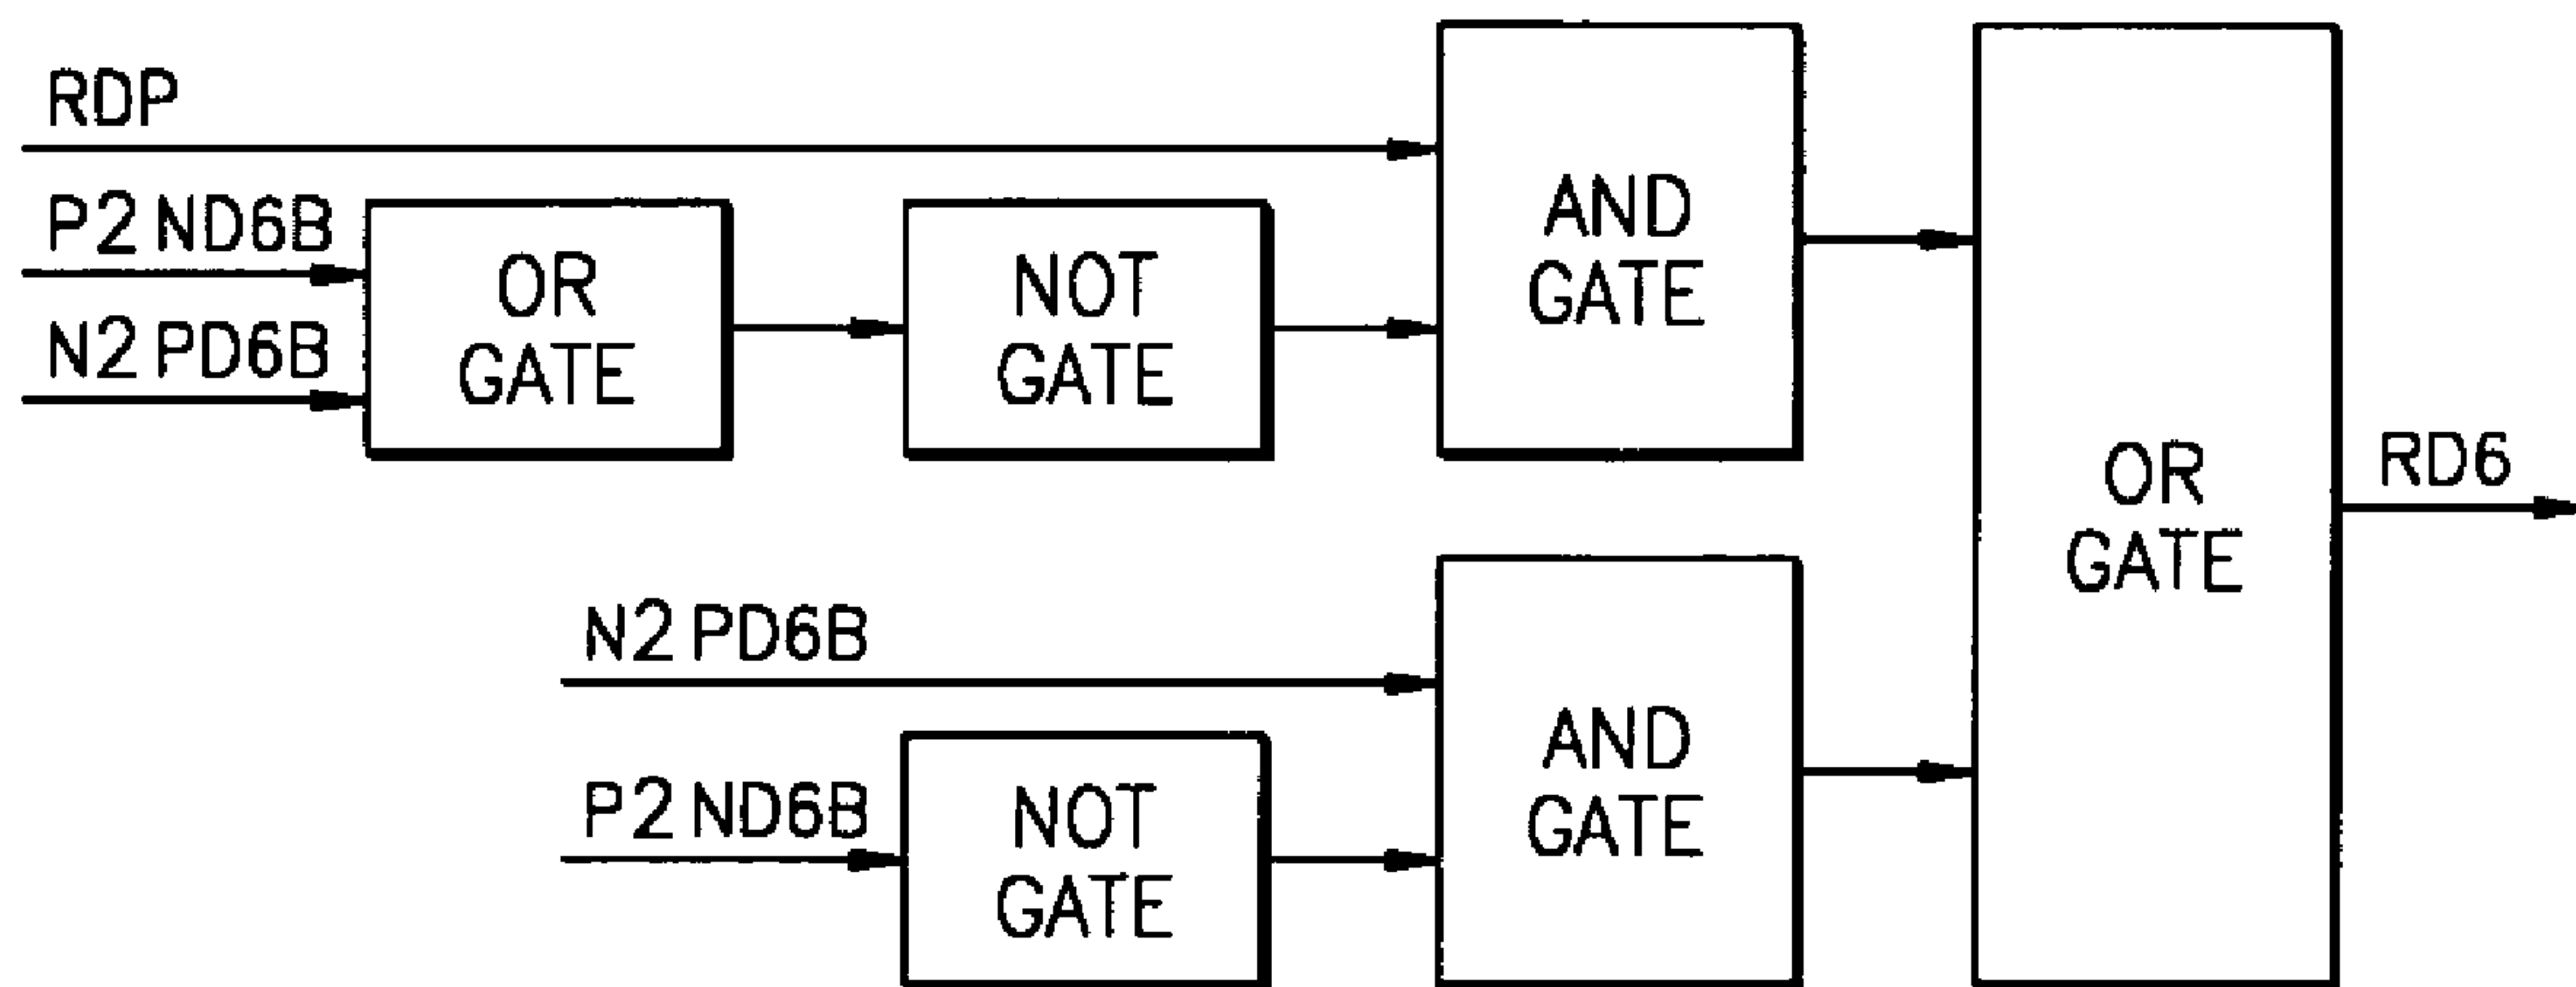 RDP
P2 ND6B
N2 PD6B
OR
GATE
NOT
GATE
AND
GATE
OR
GATE
RD6
N2 PD6B
P2 ND6B
NOT
GATE
AND
GATE